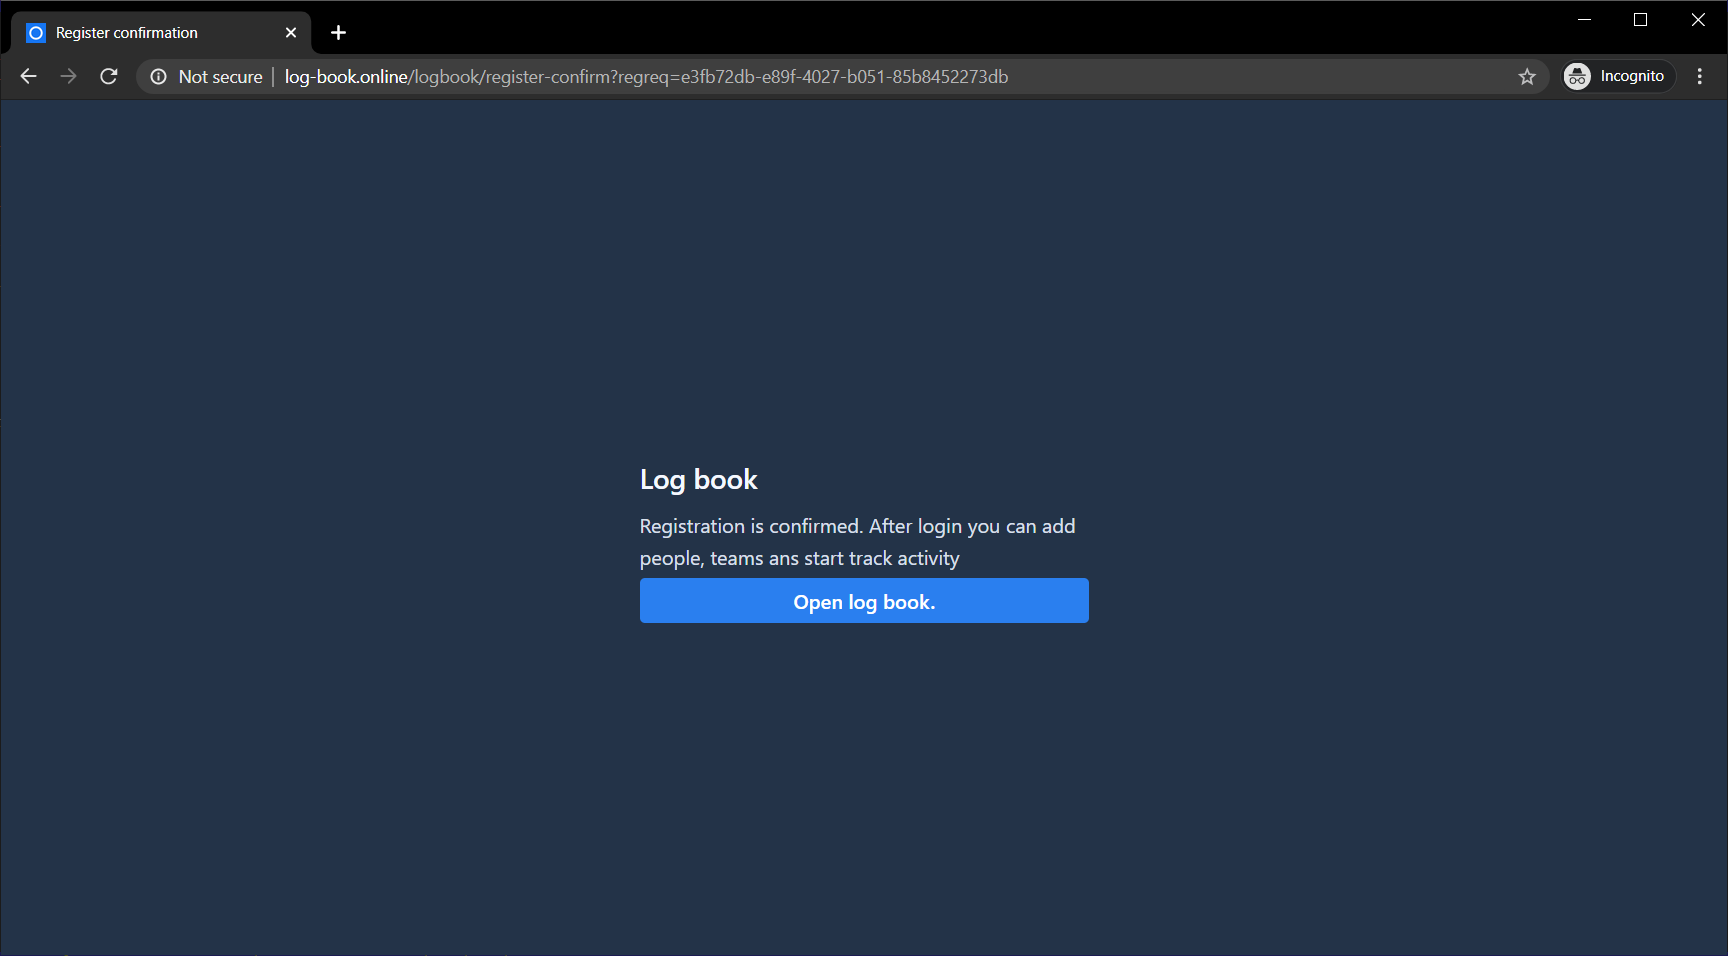 Register confirmation
Not secure | log-book.online/logbook/register-confirm?regreq=e3fb72db-e89f-4027-b051-85b8452273db
Incognito
Log book
Registration is confirmed. After login you can add
people, teams ans start track activity
Open log book.